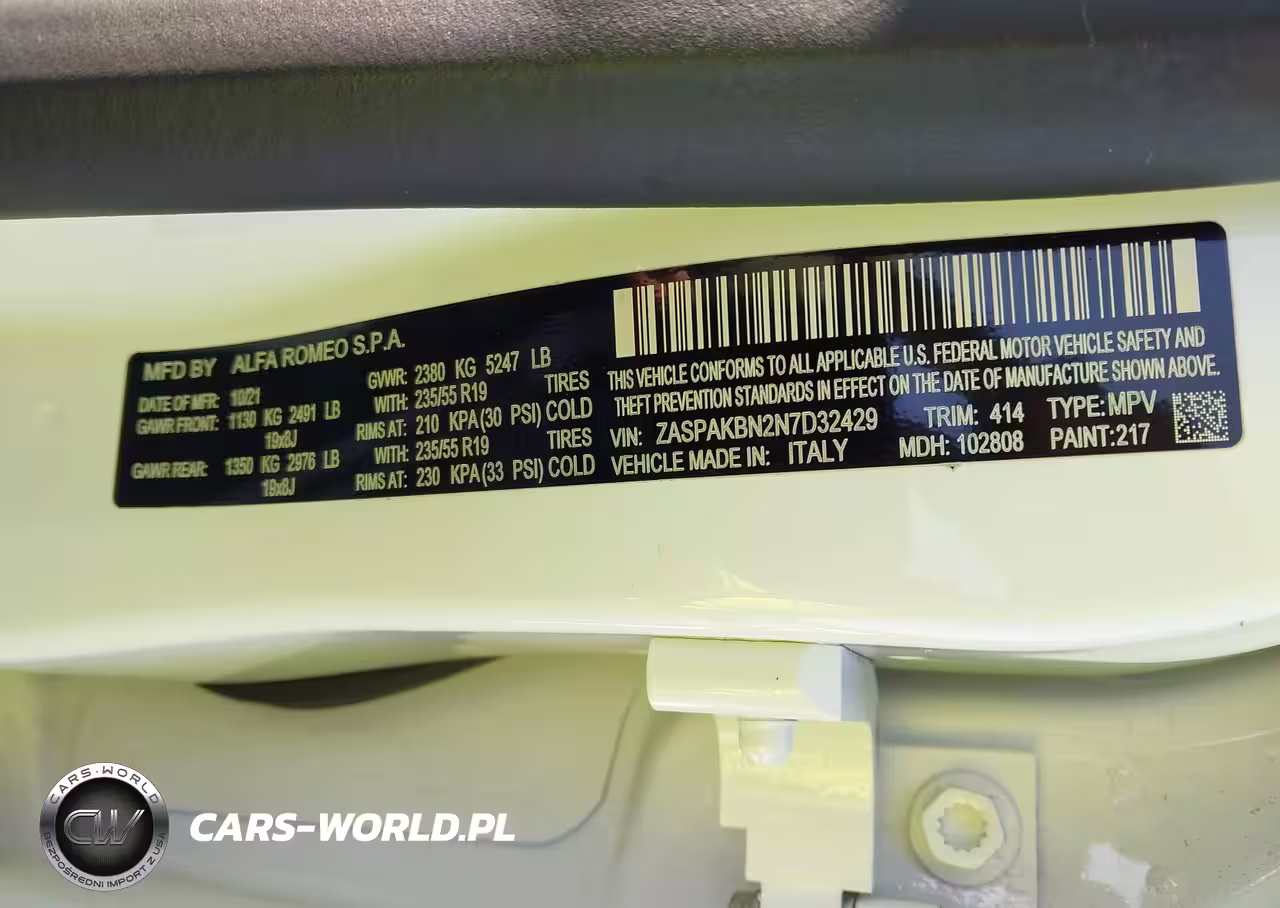 MFD BY ALFA ROMEO S.P.A.
DATE OF MFR: 10/21 GVWR: 2380 KG 5247 LB
GAWR FRONT: 1130 KG 2491 LB WITH: 235/55 R19 TIRES
19x8J RIMS AT: 210 KPA(30 PSI) COLD
GAWR REAR: 1350 KG 2976 LB WITH: 235/55 R19 TIRES
19x8J RIMS AT: 230 KPA(33 PSI) COLD
THIS VEHICLE CONFORMS TO ALL APPLICABLE U.S. FEDERAL MOTOR VEHICLE SAFETY AND
THEFT PREVENTION STANDARDS IN EFFECT ON THE DATE OF MANUFACTURE SHOWN ABOVE.
VIN: ZASPAKBN2N7D32429 TRIM: 414 TYPE: MPV
VEHICLE MADE IN: ITALY MDH: 102808 PAINT:217
CARS-WORLD
CW
BEZPOŚREDNI IMPORT Z USA
CARS-WORLD.PL